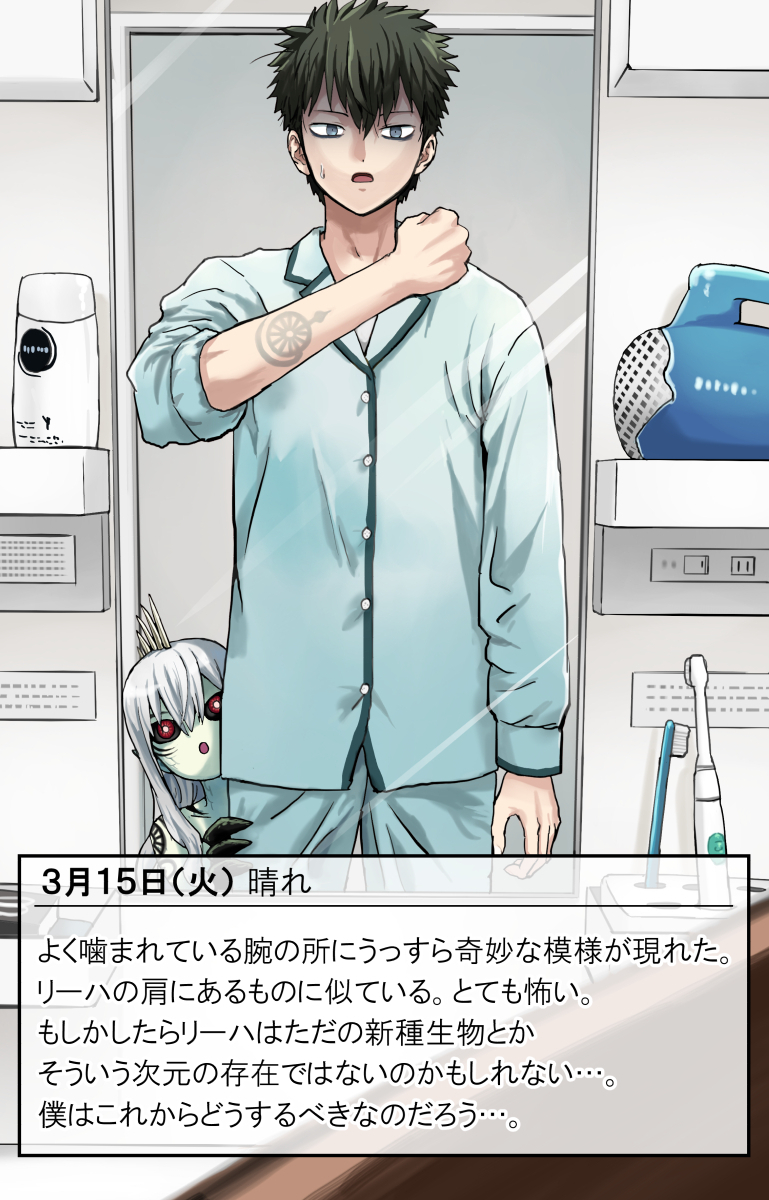 3月15日(火) 晴れ
よく噛まれている腕の所にうっすら奇妙な模様が現れた。
リーハの肩にあるものに似ている。とても怖い。
もしかしたらリーハはただの新種生物とか
そういう次元の存在ではないのかもしれない…。
僕はこれからどうするべきなのだろう…。